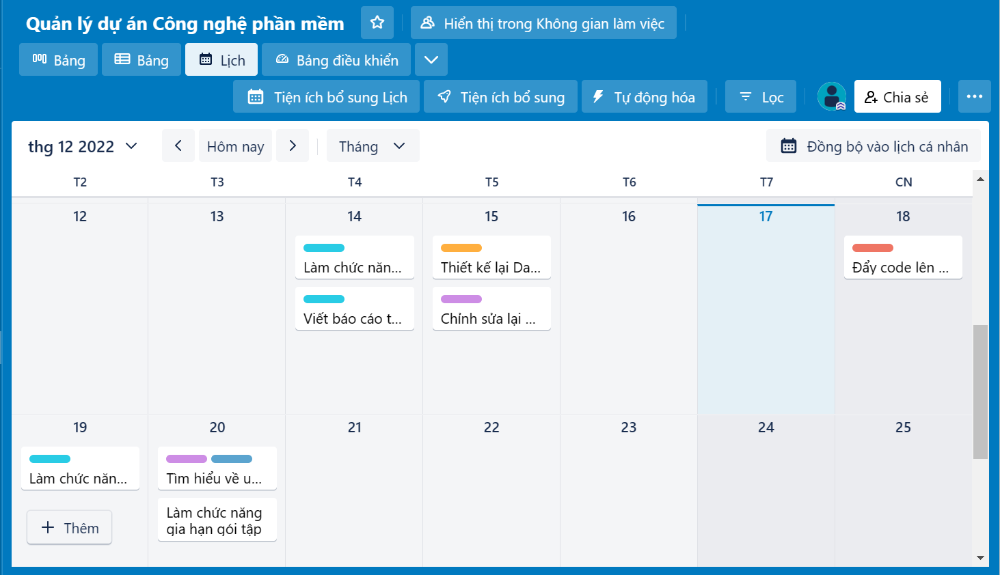 Quản lý dự án Công nghệ phần mềm
Hiển thị trong Không gian làm việc
Bảng
Bảng
Lịch
Bảng điều khiển
Tiện ích bổ sung Lịch
Tiện ích bổ sung
Tự động hóa
Lọc
Chia sẻ
thg 12 2022
Hôm nay
Tháng
Đồng bộ vào lịch cá nhân
T2 T3 T4 T5 T6 T7 CN
12 13 14 15 16 17 18
Làm chức năn...
Viết báo cáo t...
Thiết kế lại Da...
Chỉnh sửa lại ...
Đẩy code lên ...
19 20 21 22 23 24 25
Làm chức năn...
Thêm
Tìm hiểu về u...
Làm chức năng
gia hạn gói tập